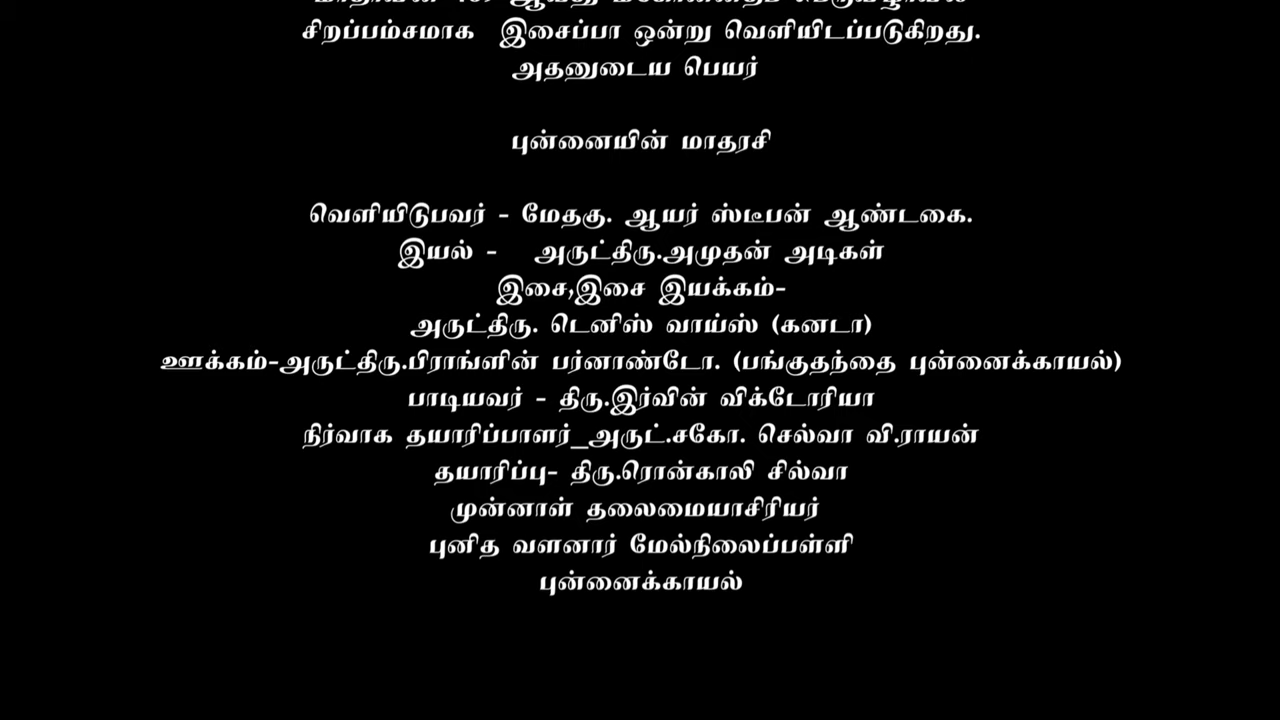 சிறப்பம்சமாக இசைப்பா ஒன்று வெளியிடப்படுகிறது.
அதனுடைய பெயர்
புன்னையின் மாதரசி
வெளியிடுபவர் - மேதகு. ஆயர் ஸ்டீபன் ஆண்டகை.
இயல் - அருட்திரு.அமுதன் அடிகள்
இசை,இசை இயக்கம்-
அருட்திரு. டெனிஸ் வாய்ஸ் (கனடா)
ஊக்கம்-அருட்திரு.பிராங்ளின் பர்னாண்டோ. (பங்குதந்தை புன்னைக்காயல்)
பாடியவர் - திரு.இர்வின் விக்டோரியா
நிர்வாக தயாரிப்பாளர்_அருட்.சகோ. செல்வா வி.ராயன்
தயாரிப்பு- திரு.ரொன்காலி சில்வா
முன்னாள் தலைமையாசிரியர்
புனித வளனார் மேல்நிலைப்பள்ளி
புன்னைக்காயல்